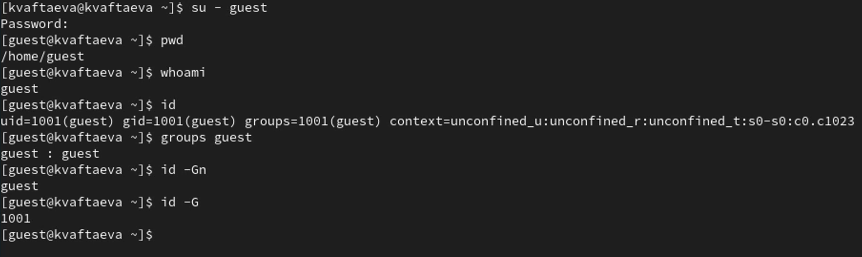 [kvaftaeva@kvaftaeva ~]$ su - guest
Password:
[guest@kvaftaeva ~]$ pwd
/home/guest
[guest@kvaftaeva ~]$ whoami
guest
[guest@kvaftaeva ~]$ id
uid=1001(guest) gid=1001(guest) groups=1001(guest) context=unconfined_u:unconfined_r:unconfined_t:s0-s0:c0.c1023
[guest@kvaftaeva ~]$ groups guest
guest : guest
[guest@kvaftaeva ~]$ id -Gn
guest
[guest@kvaftaeva ~]$ id -G
1001
[guest@kvaftaeva ~]$